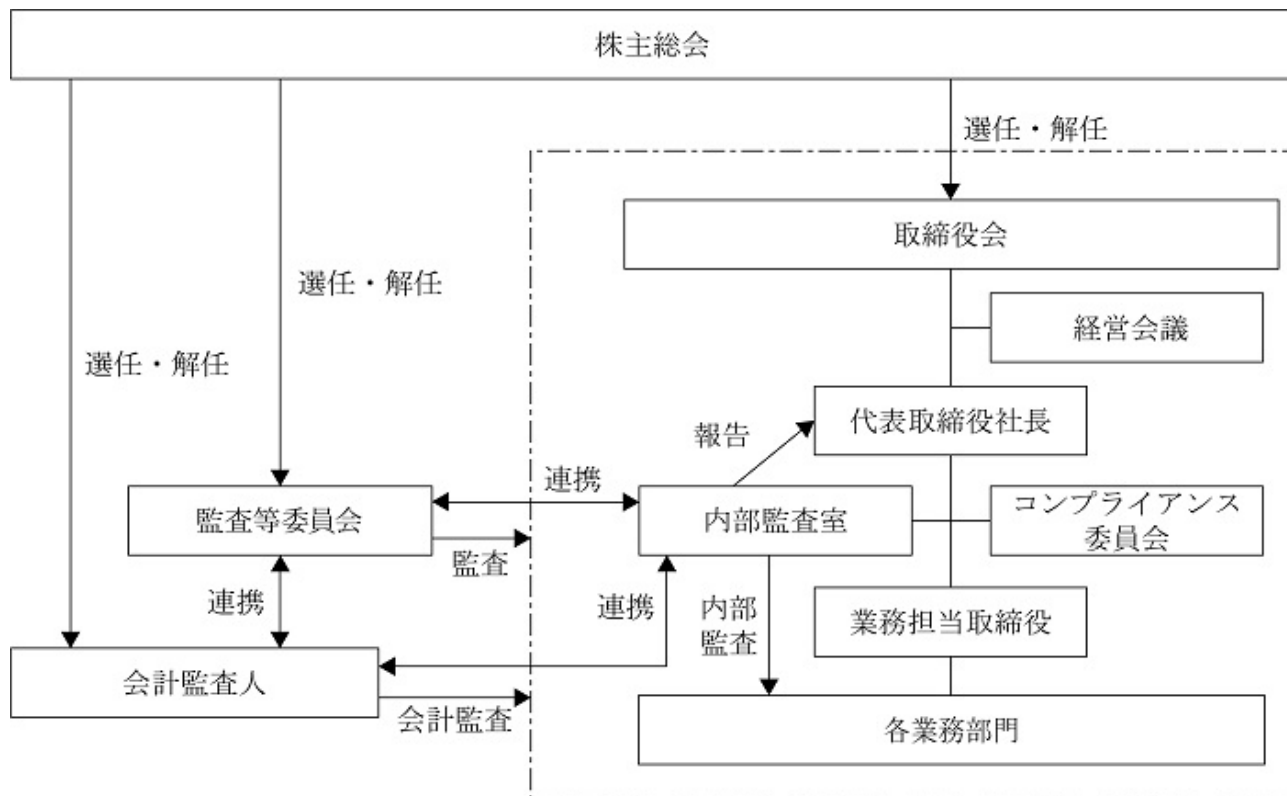 株主総会
選任・解任
取締役会
選任・解任
経営会議
選任・解任
代表取締役社長
報告
連携
監査等委員会
内部監査室
コンプライアンス
委員会
監査
連携
連携
内部
監査
業務担当取締役
会計監査人
会計監査
各業務部門